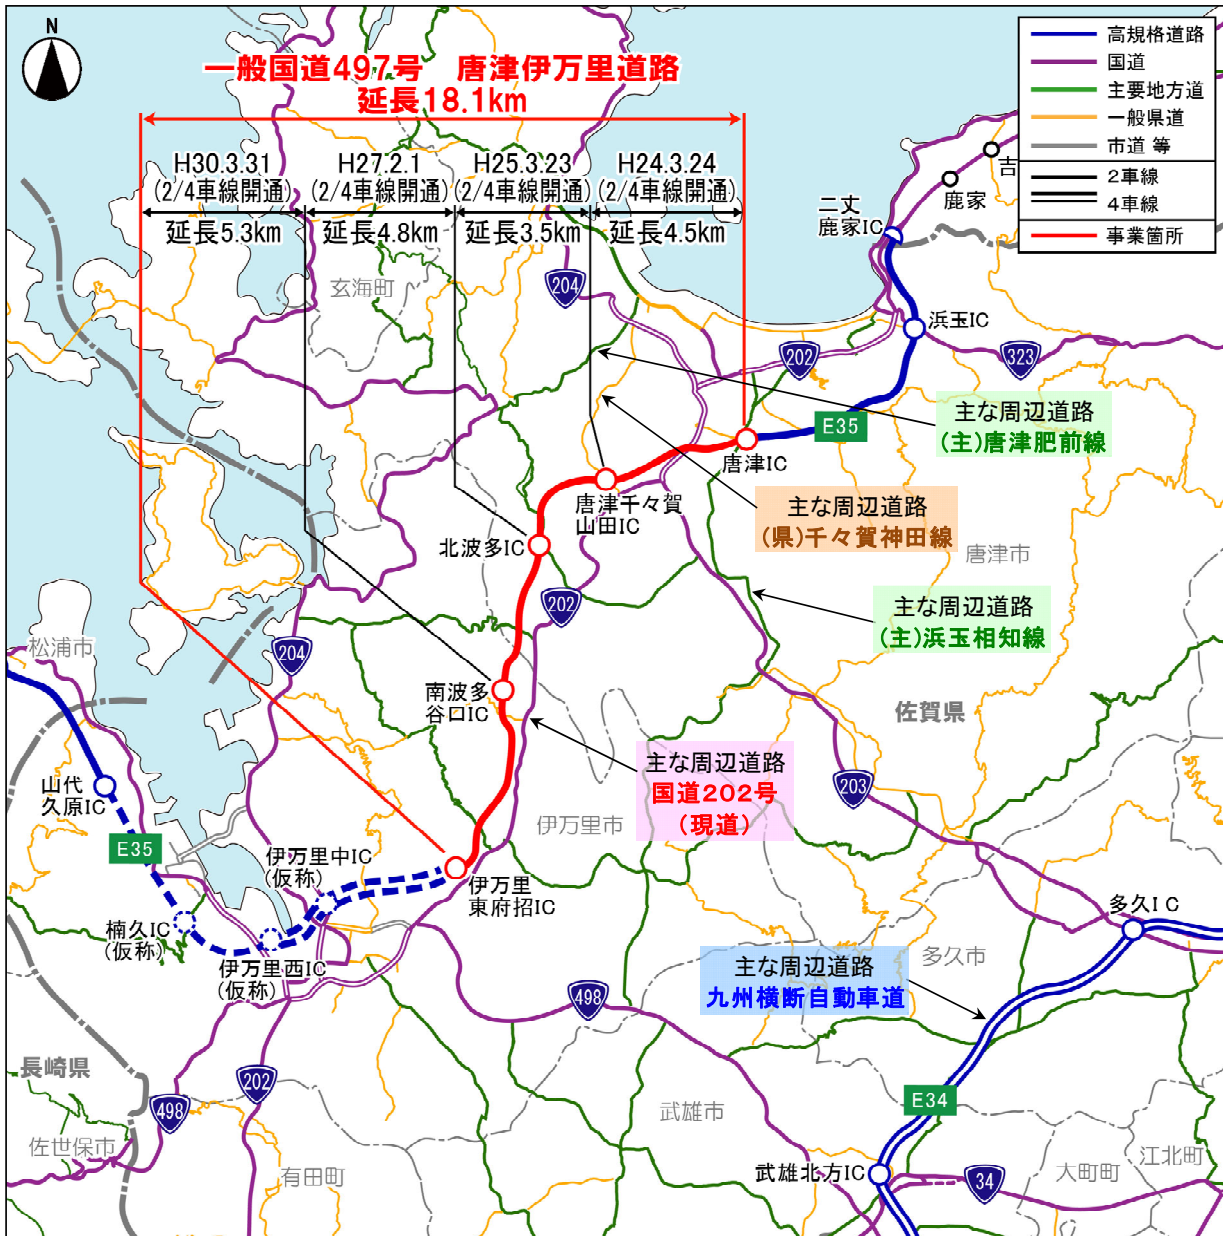 N
一般国道497号　唐津伊万里道路
延長18.1km
H30.3.31
(2/4車線開通)
延長5.3km
H27.2.1
(2/4車線開通)
延長4.8km
H25.3.23
(2/4車線開通)
延長3.5km
H24.3.24
(2/4車線開通)
延長4.5km
高規格道路
国道
主要地方道
一般県道
市道 等
2車線
4車線
事業箇所
吉
鹿家
二丈
鹿家IC
浜玉IC
玄海町
204
202
323
E35
主な周辺道路
(主)唐津肥前線
唐津IC
唐津千々賀
山田IC
主な周辺道路
(県)千々賀神田線
北波多IC
唐津市
202
主な周辺道路
(主)浜玉相知線
松浦市
204
南波多
谷口IC
佐賀県
主な周辺道路
国道202号
(現道)
203
山代
久原IC
E35
伊万里市
伊万里中IC
(仮称)
伊万里
東府招IC
楠久IC
(仮称)
伊万里西IC
(仮称)
多久IC
多久市
主な周辺道路
九州横断自動車道
498
長崎県
202
498
E34
武雄市
佐世保市
有田町
武雄北方IC
34
大町町
江北町